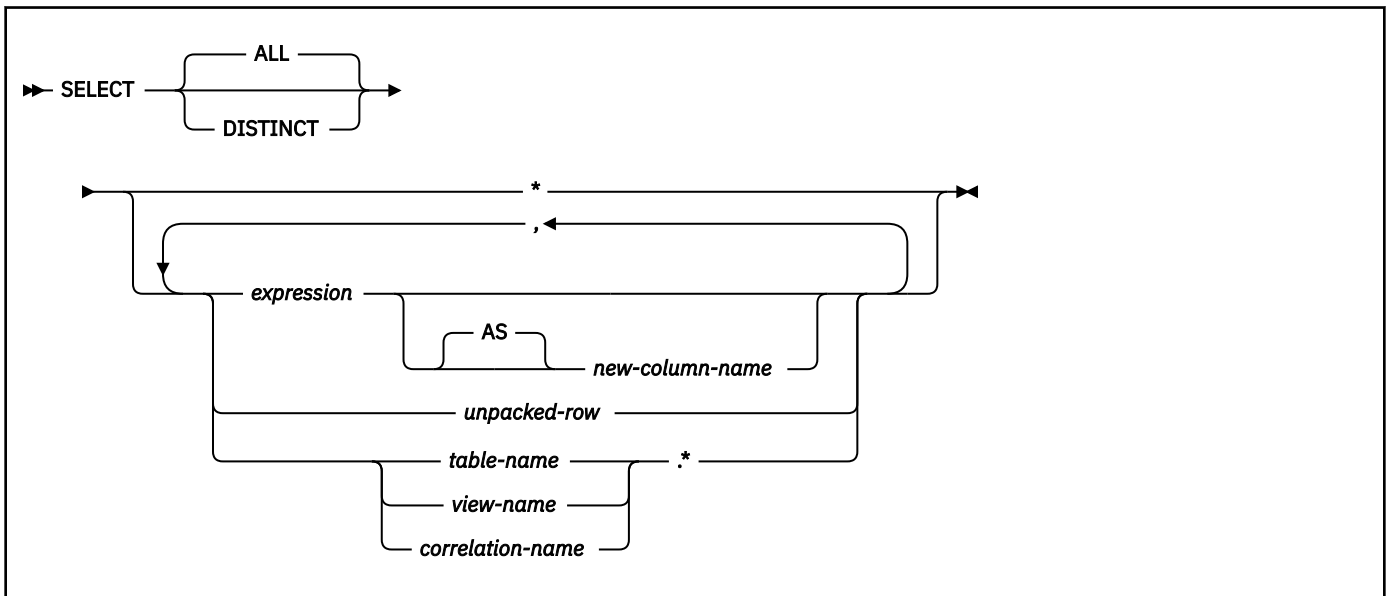 ALL
SELECT
DISTINCT
*
,
expression
AS
new-column-name
unpacked-row
table-name .*
view-name
correlation-name